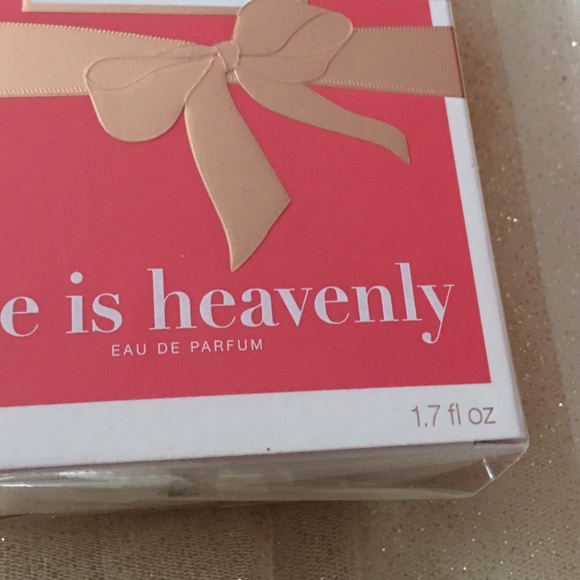 e is heavenly
EAU DE PARFUM
1.7 fl oz